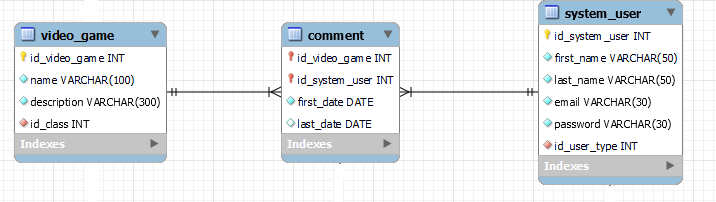 video_game
id_video_game INT
name VARCHAR(100)
description VARCHAR(300)
id_class INT
Indexes
comment
id_video_game INT
id_system_user INT
first_date DATE
last_date DATE
Indexes
system_user
id_system_user INT
first_name VARCHAR(50)
last_name VARCHAR(50)
email VARCHAR(30)
password VARCHAR(30)
id_user_type INT
Indexes